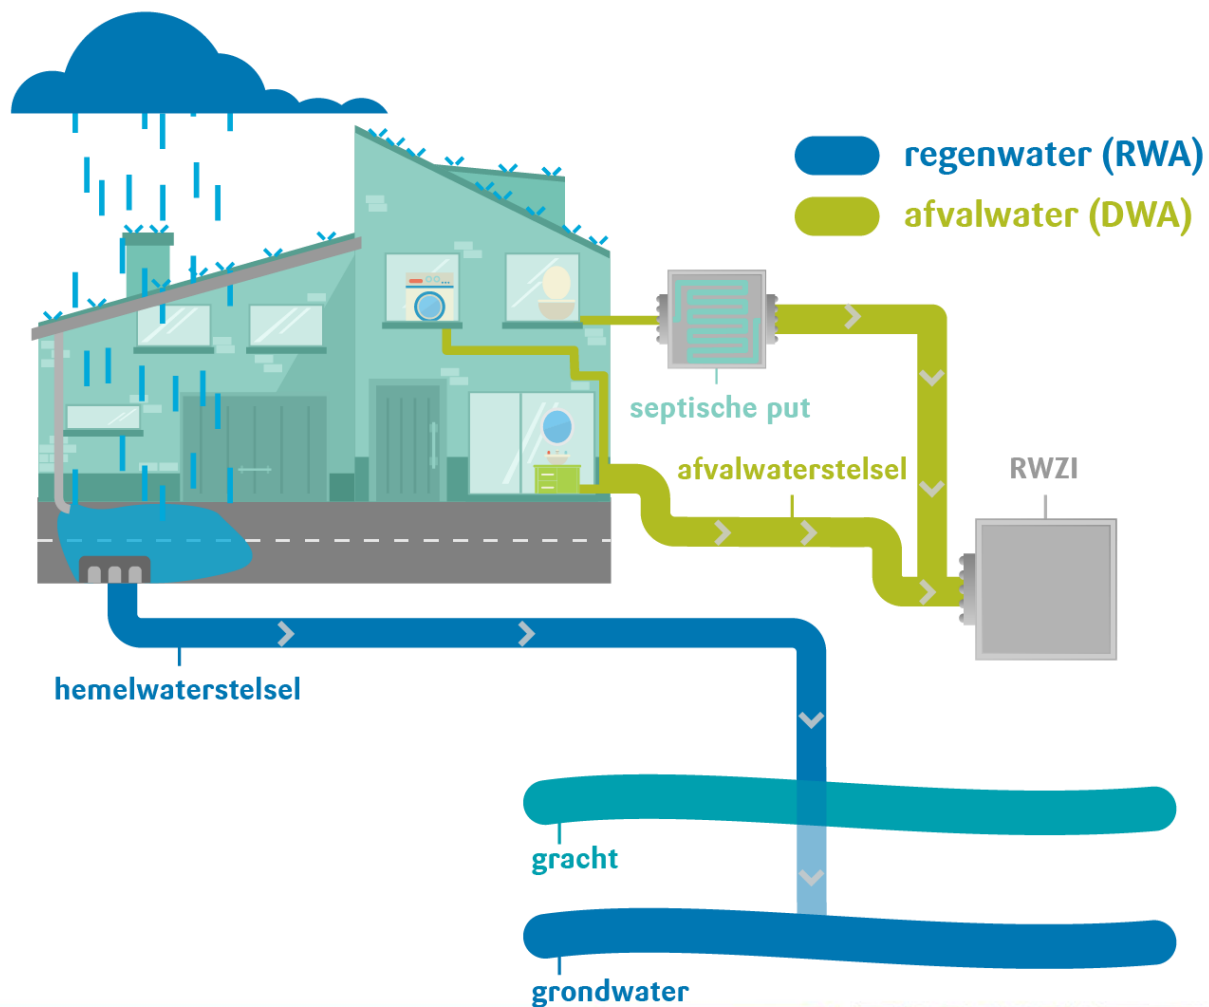 regenwater (RWA)
afvalwater (DWA)
septische put
afvalwaterstelsel
RWZI
hemelwaterstelsel
gracht
grondwater